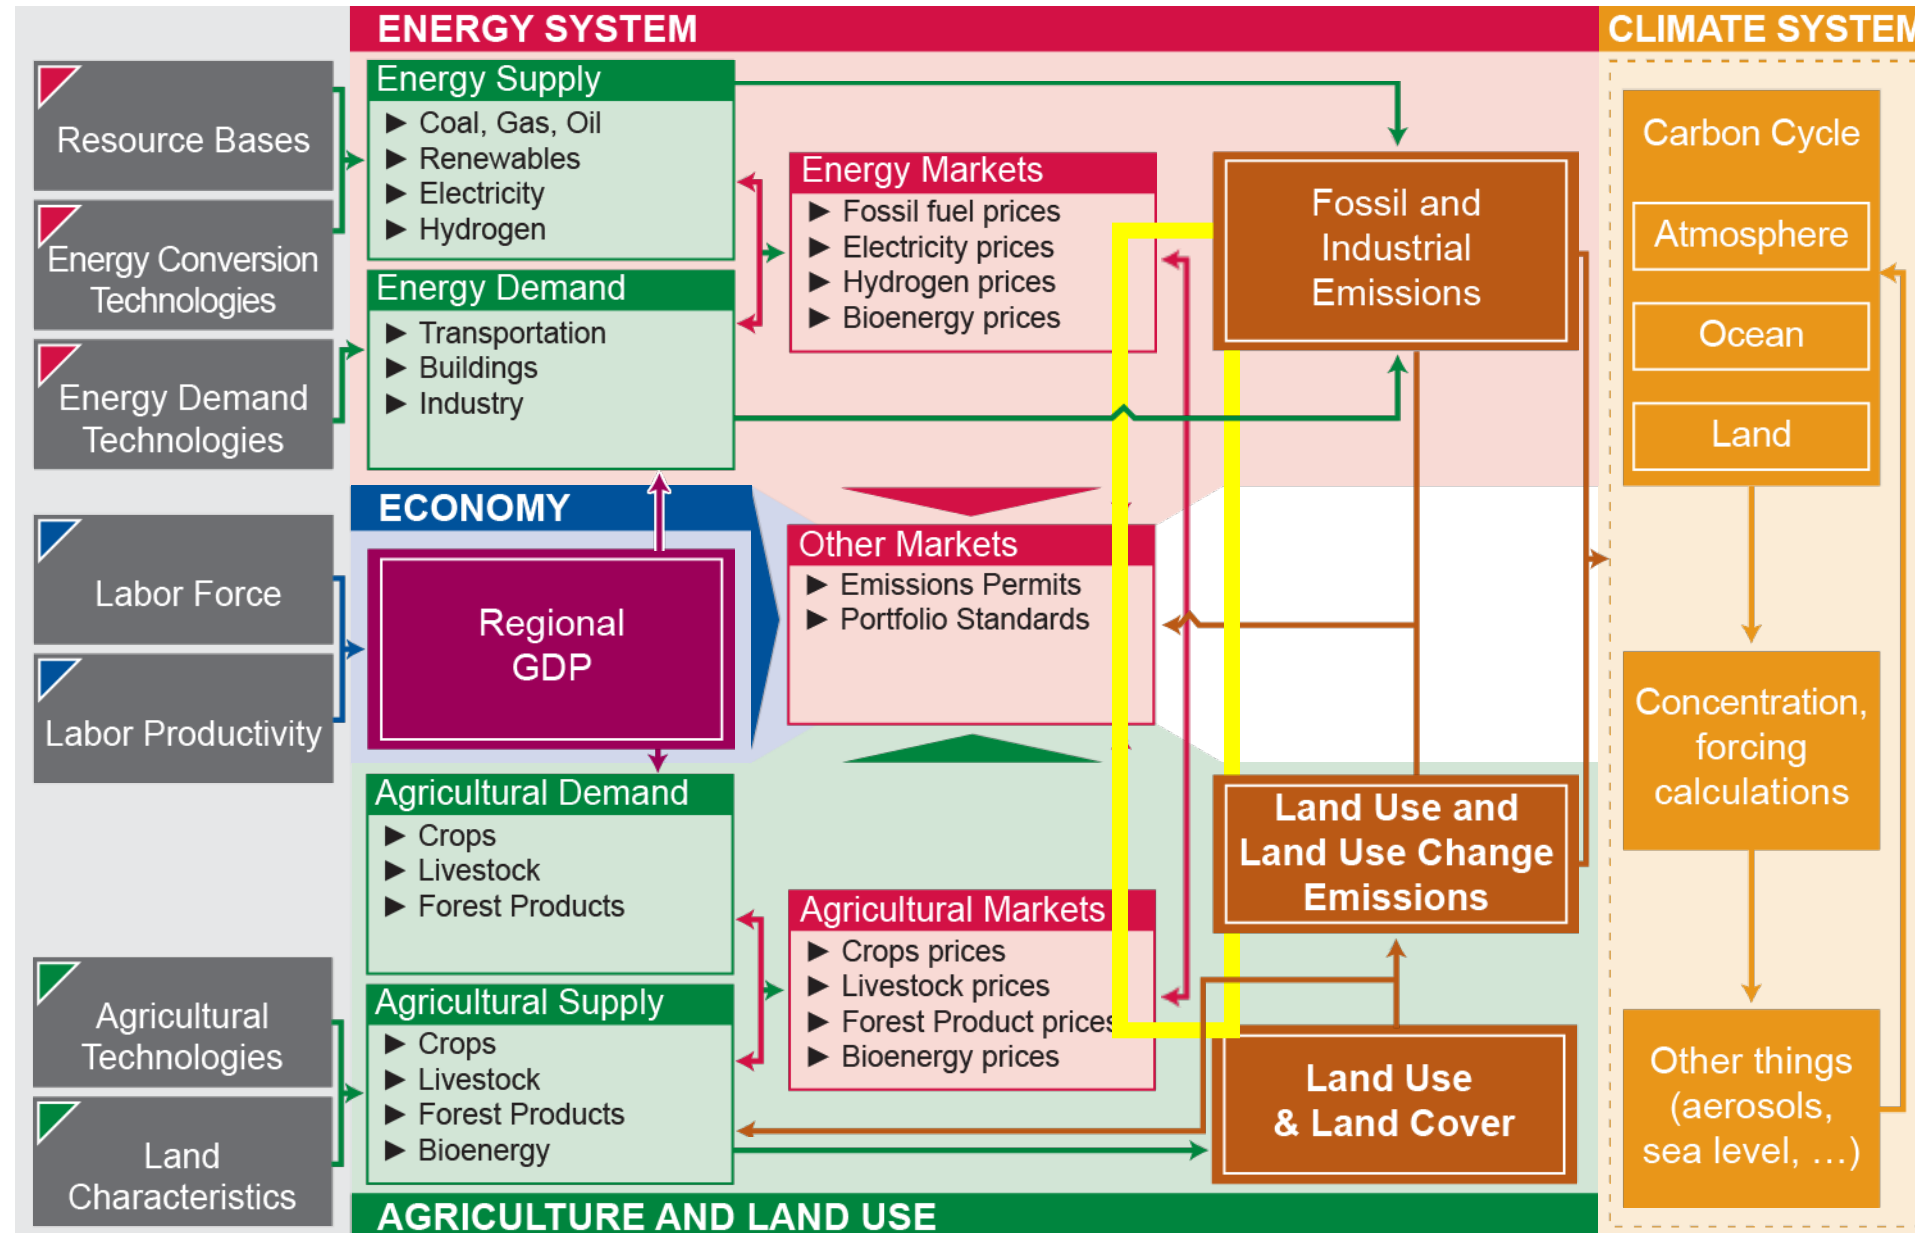 ENERGY SYSTEM
CLIMATE SYSTEM
Resource Bases
Energy Conversion
Technologies
Energy Demand
Technologies
Energy Supply
► Coal, Gas, Oil
► Renewables
► Electricity
► Hydrogen
Energy Demand
► Transportation
► Buildings
► Industry
Energy Markets
► Fossil fuel prices
► Electricity prices
► Hydrogen prices
► Bioenergy prices
Fossil and
Industrial
Emissions
Carbon Cycle
Atmosphere
Ocean
Land
ECONOMY
Labor Force
Labor Productivity
Regional
GDP
Other Markets
► Emissions Permits
► Portfolio Standards
Concentration,
forcing
calculations
Agricultural Demand
► Crops
► Livestock
► Forest Products
Agricultural Technologies
Land
Characteristics
Agricultural Supply
► Crops
► Livestock
► Forest Products
► Bioenergy
Agricultural Markets
► Crops prices
► Livestock prices
► Forest Product prices
► Bioenergy prices
Land Use and
Land Use Change
Emissions
Land Use
& Land Cover
Other things
(aerosols,
sea level, …)
AGRICULTURE AND LAND USE